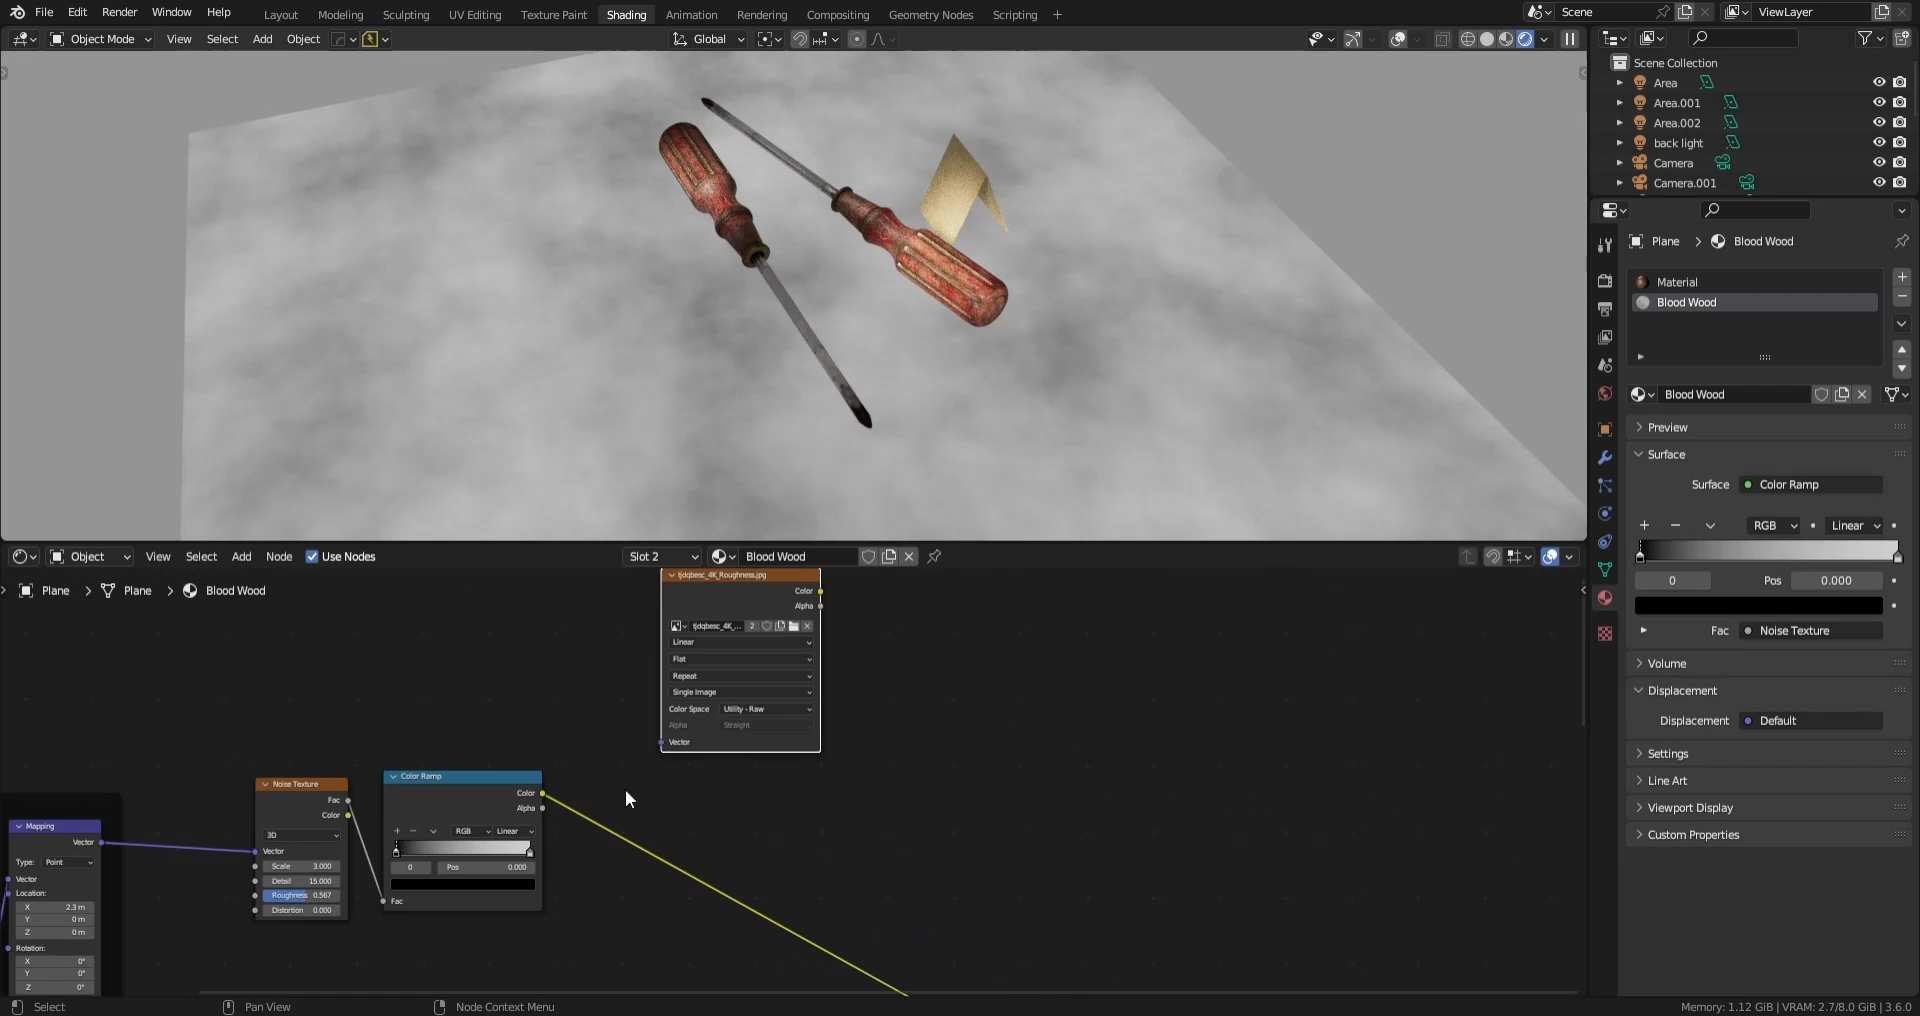 File Edit Render Window Help Layout Modeling Sculpting UV Editing Texture Paint Shading Animation Rendering Compositing Geometry Nodes Scripting + Scene ViewLayer
Object Mode View Select Add Object Global
Scene Collection
Area
Area.001
Area.002
back light
Camera
Camera.001
Plane > Blood Wood
Material
Blood Wood
Blood Wood
Preview
Surface
Surface Color Ramp
RGB Linear
0 Pos 0.000
Fac Noise Texture
Volume
Displacement
Displacement Default
Settings
Line Art
Viewport Display
Custom Properties
Object View Select Add Node Use Nodes Slot 2 Blood Wood
Plane > Plane > Blood Wood
tjdqbesc_4K_Roughness.jpg
Color
Alpha
tjdqbesc_4K_... 2
Linear
Flat
Repeat
Single Image
Color Space Utility - Raw
Alpha Straight
Vector
Noise Texture
Fac
Color
3D
Vector
Scale 3.000
Detail 15.000
Roughness 0.567
Distortion 0.000
Color Ramp
Color
Alpha
RGB Linear
0 Pos 0.000
Fac
Mapping
Vector
Type: Point
Vector
Location:
X 2.3 m
Y 0 m
Z 0 m
Rotation:
X 0°
Y 0°
Z 0°
Select Pan View Node Context Menu Memory: 1.12 GiB | VRAM: 2.7/8.0 GiB | 3.6.0